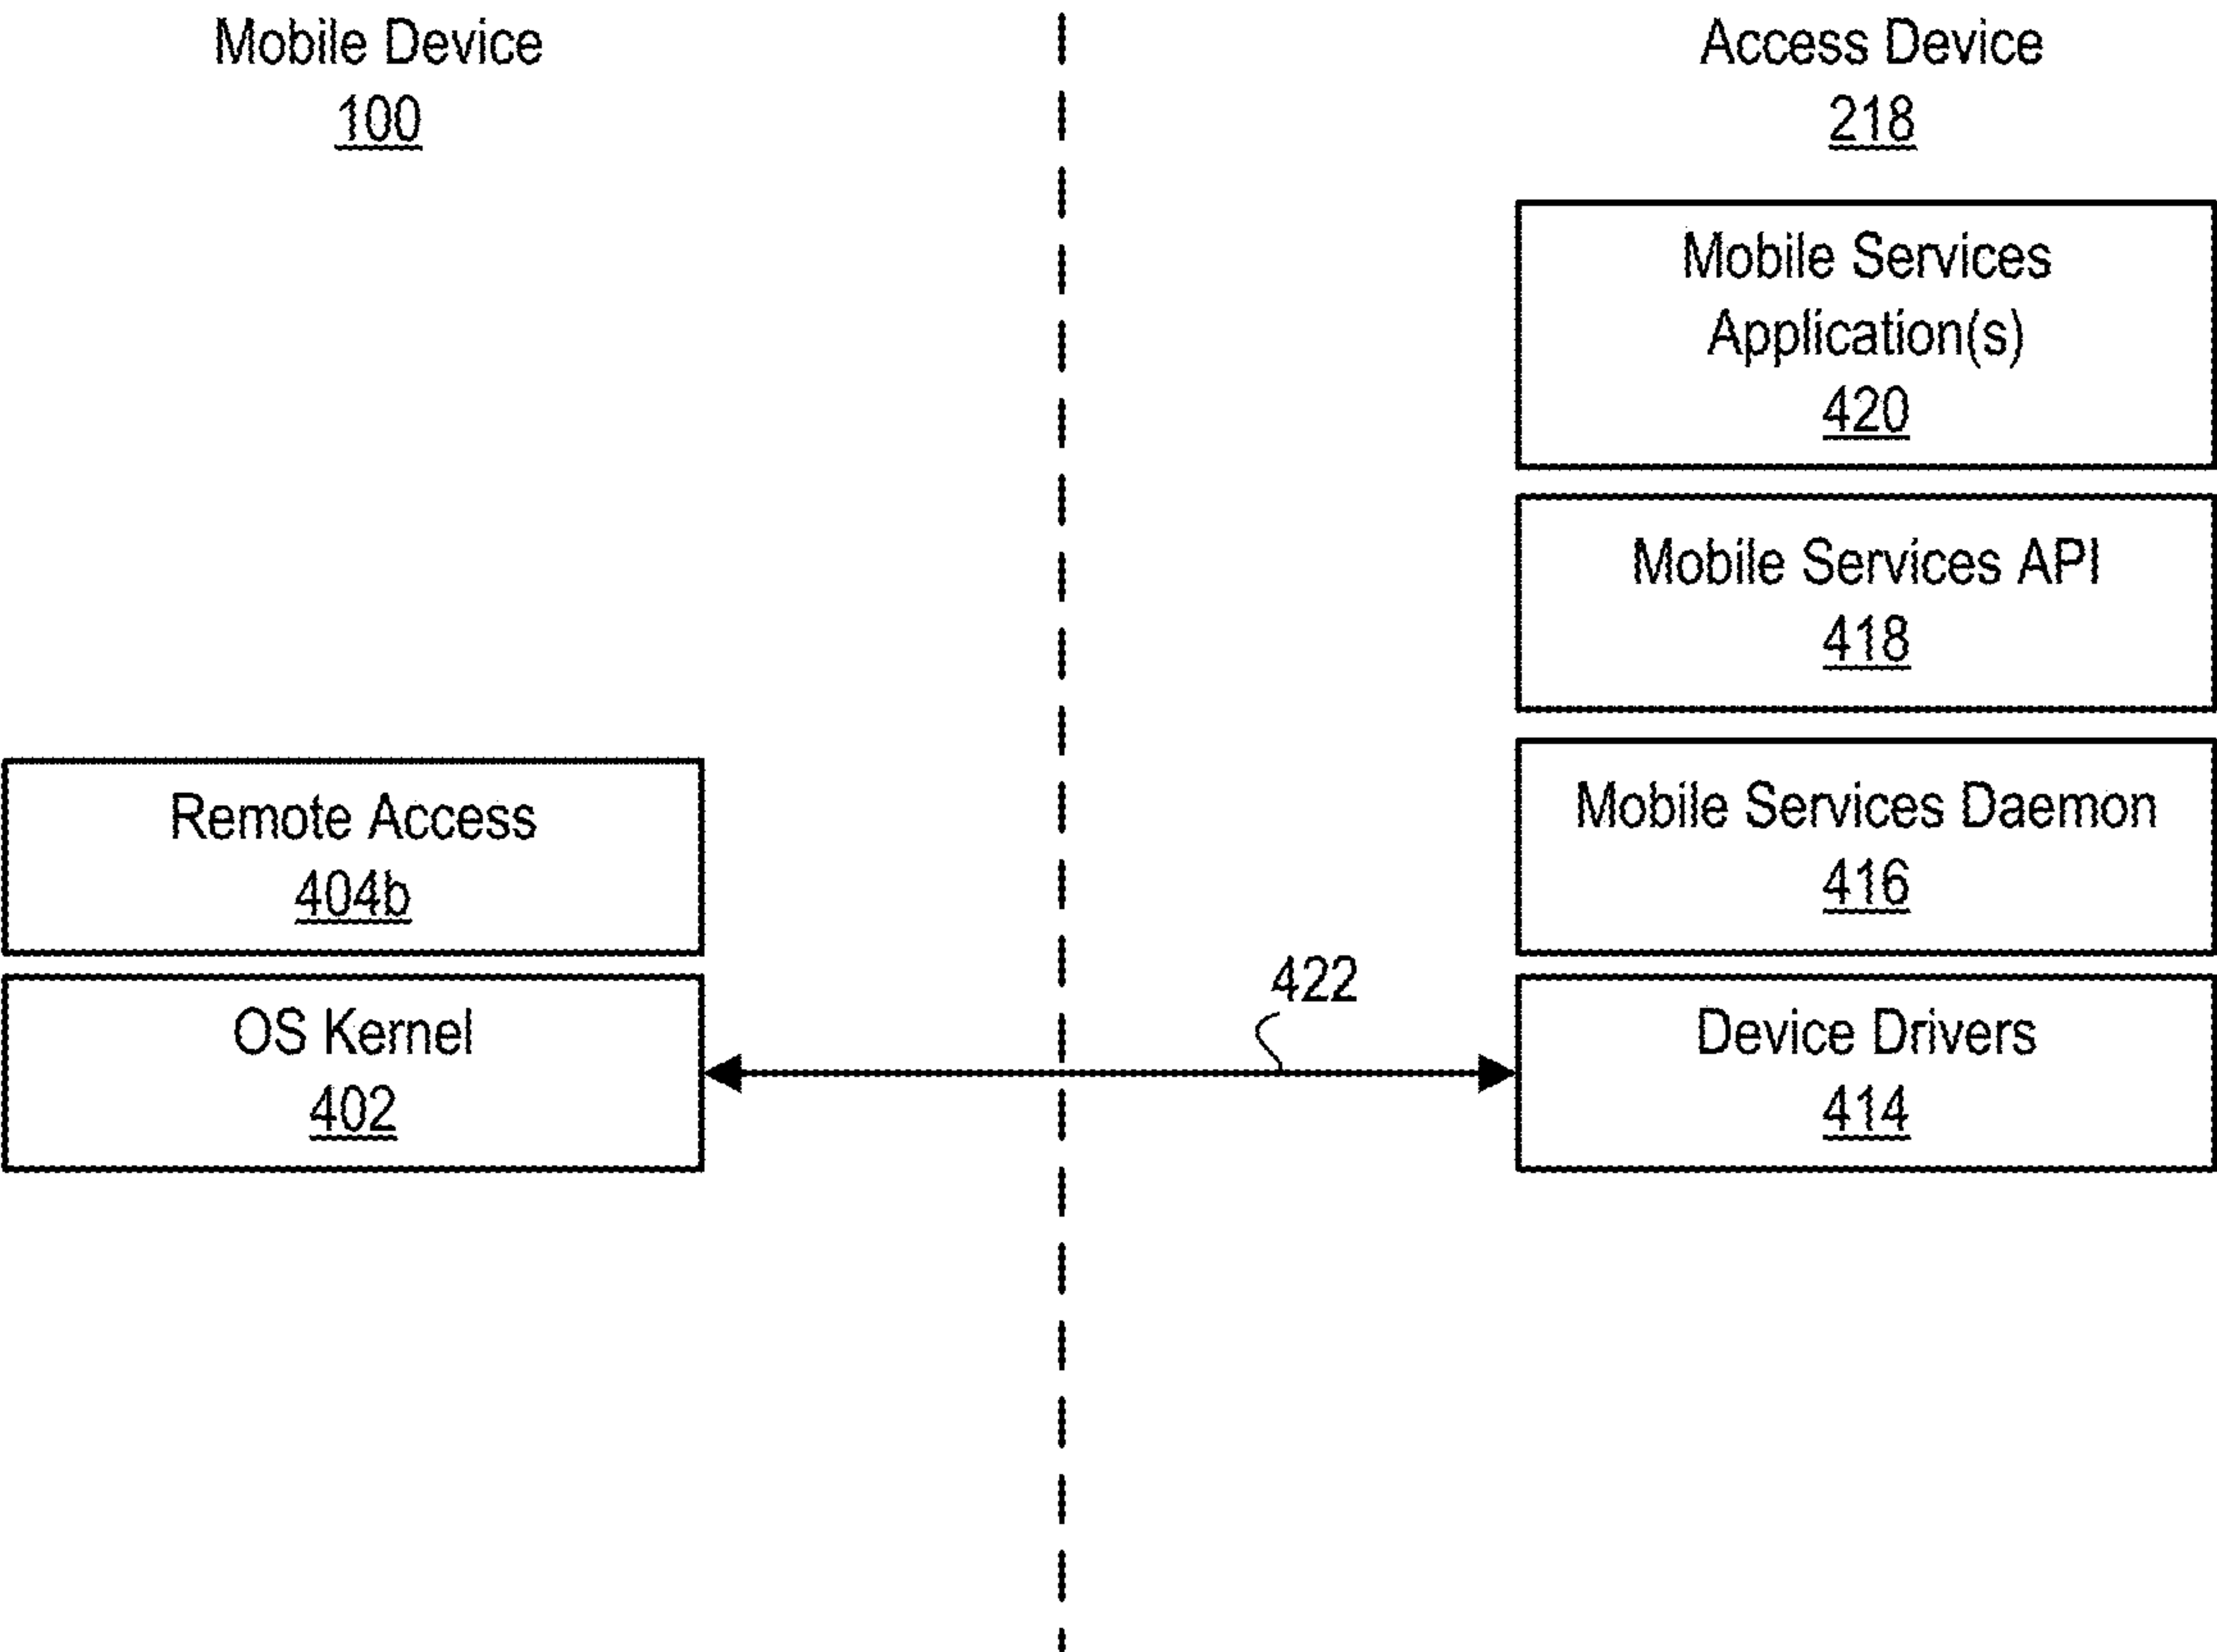 Mobile Device
100
Access Device
218
Mobile Services
Application(s)
420
Mobile Services API
418
Remote Access
404b
Mobile Services Daemon
416
422
OS Kernel
402
Device Drivers
414